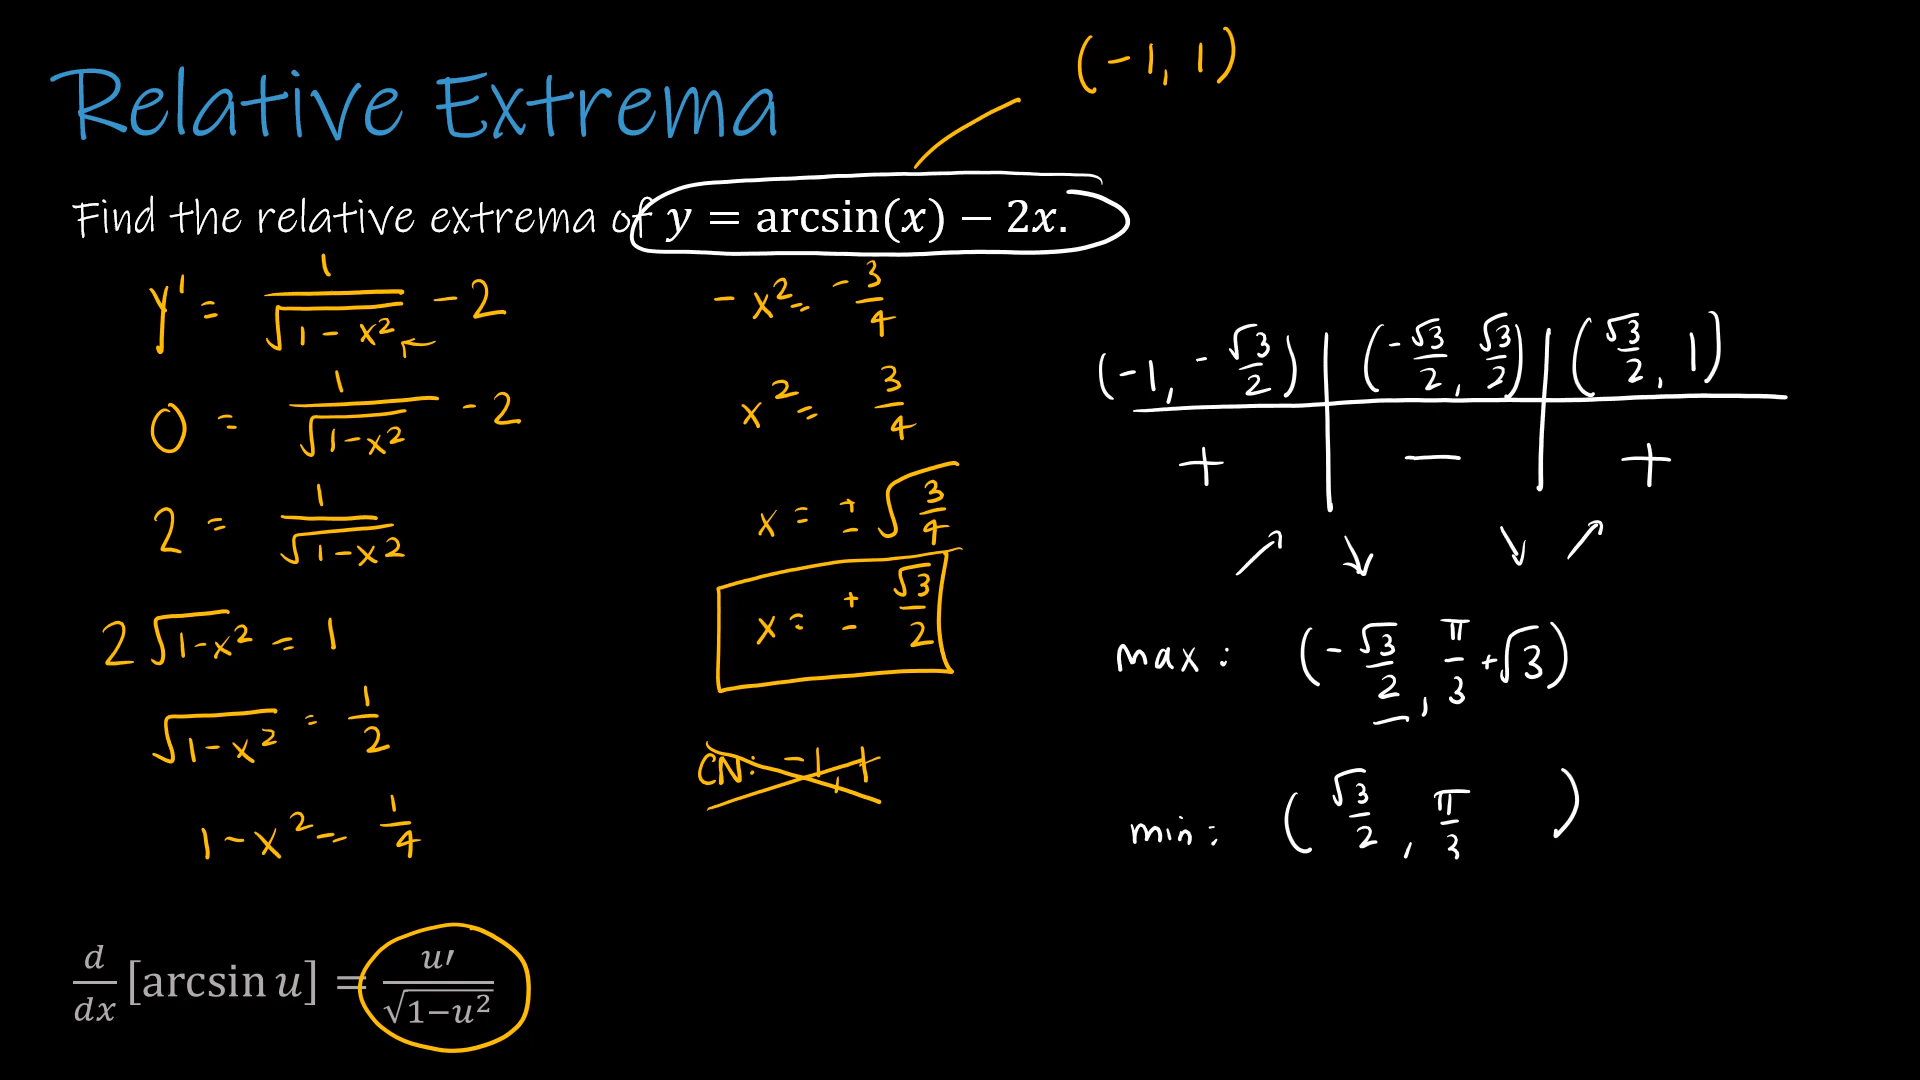 (-1, 1)
Relative Extrema
Find the relative extrema of y = arcsin(x) − 2x.
y' = 1/√(1 - x²) - 2
0 = 1/√(1-x²) - 2
2 = 1/√(1-x²)
2√(1-x²) = 1
√(1-x²) = 1/2
1-x² = 1/4
-x² = -3/4
x² = 3/4
x = ±√(3/4)
x = ± √3/2
CN: -1, 1
(-1, -√3/2) | (-√3/2, √3/2) | (√3/2, 1)
+ | − | +
↗ ↘ ↘ ↗
max: (-√3/2, π/3 + √3)
min: (√3/2, π/3 )
d/dx [arcsin u] = u′/√(1−u²)